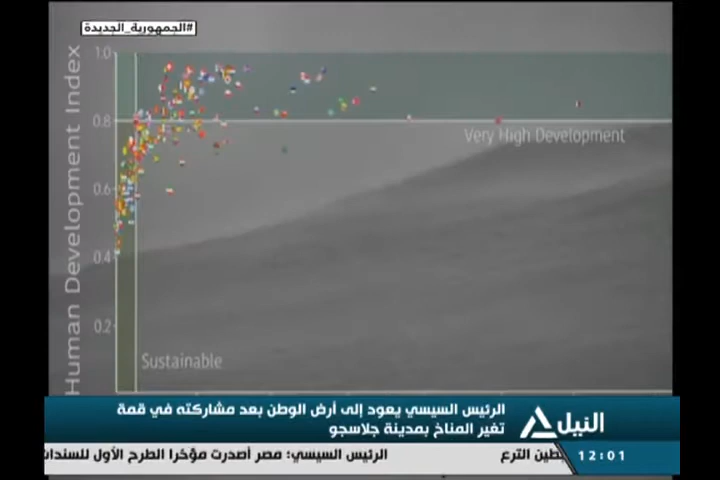 #الجمهورية_الجديدة
Human Development Index
1.0
0.8
Very High Development
0.6
0.4
0.2
Sustainable
الرئيس السيسي يعود إلى أرض الوطن بعد مشاركته في قمة
تغير المناخ بمدينة جلاسجو
النيل
12:01
بطين الترع
الرئيس السيسي: مصر أصدرت مؤخرا الطرح الأول للسندات